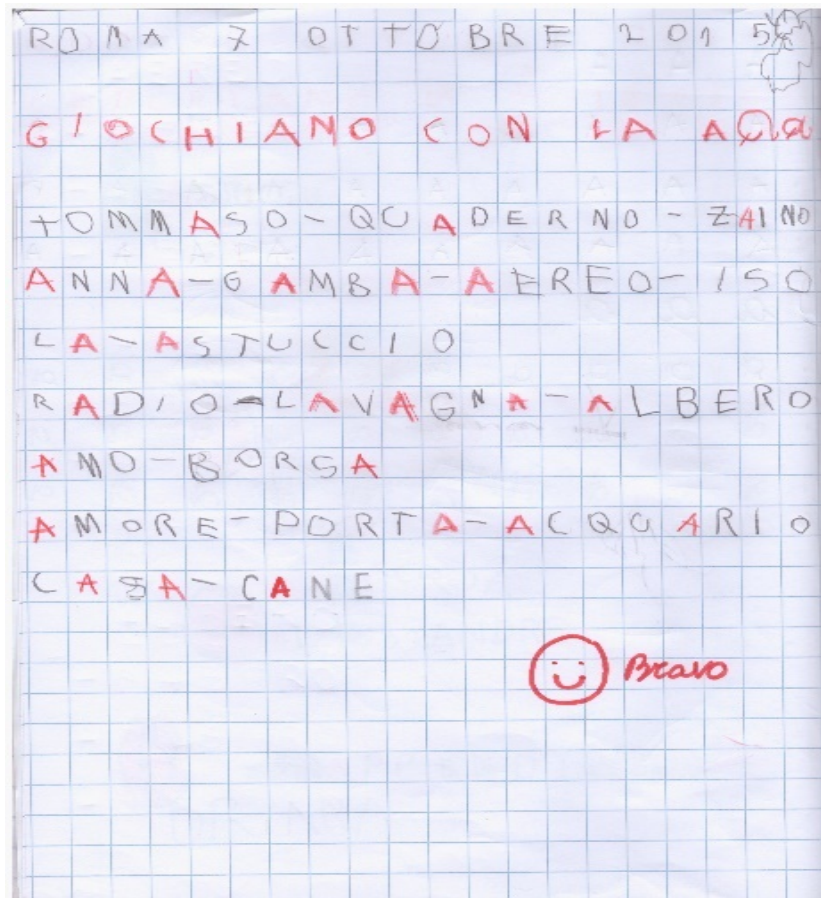 ROMA 7 OTTOBRE 2015
GIOCHIANO CON LA A a a
TOMMASO-QUADERNO-ZAINO
ANNA-GAMBA-AEREO-ISO
LA-ASTUCCIO
RADIO-LAVAGNA-ALBERO
AMO-BORSA
AMORE-PORTA-ACQUARIO
CASA-CANE
Bravo